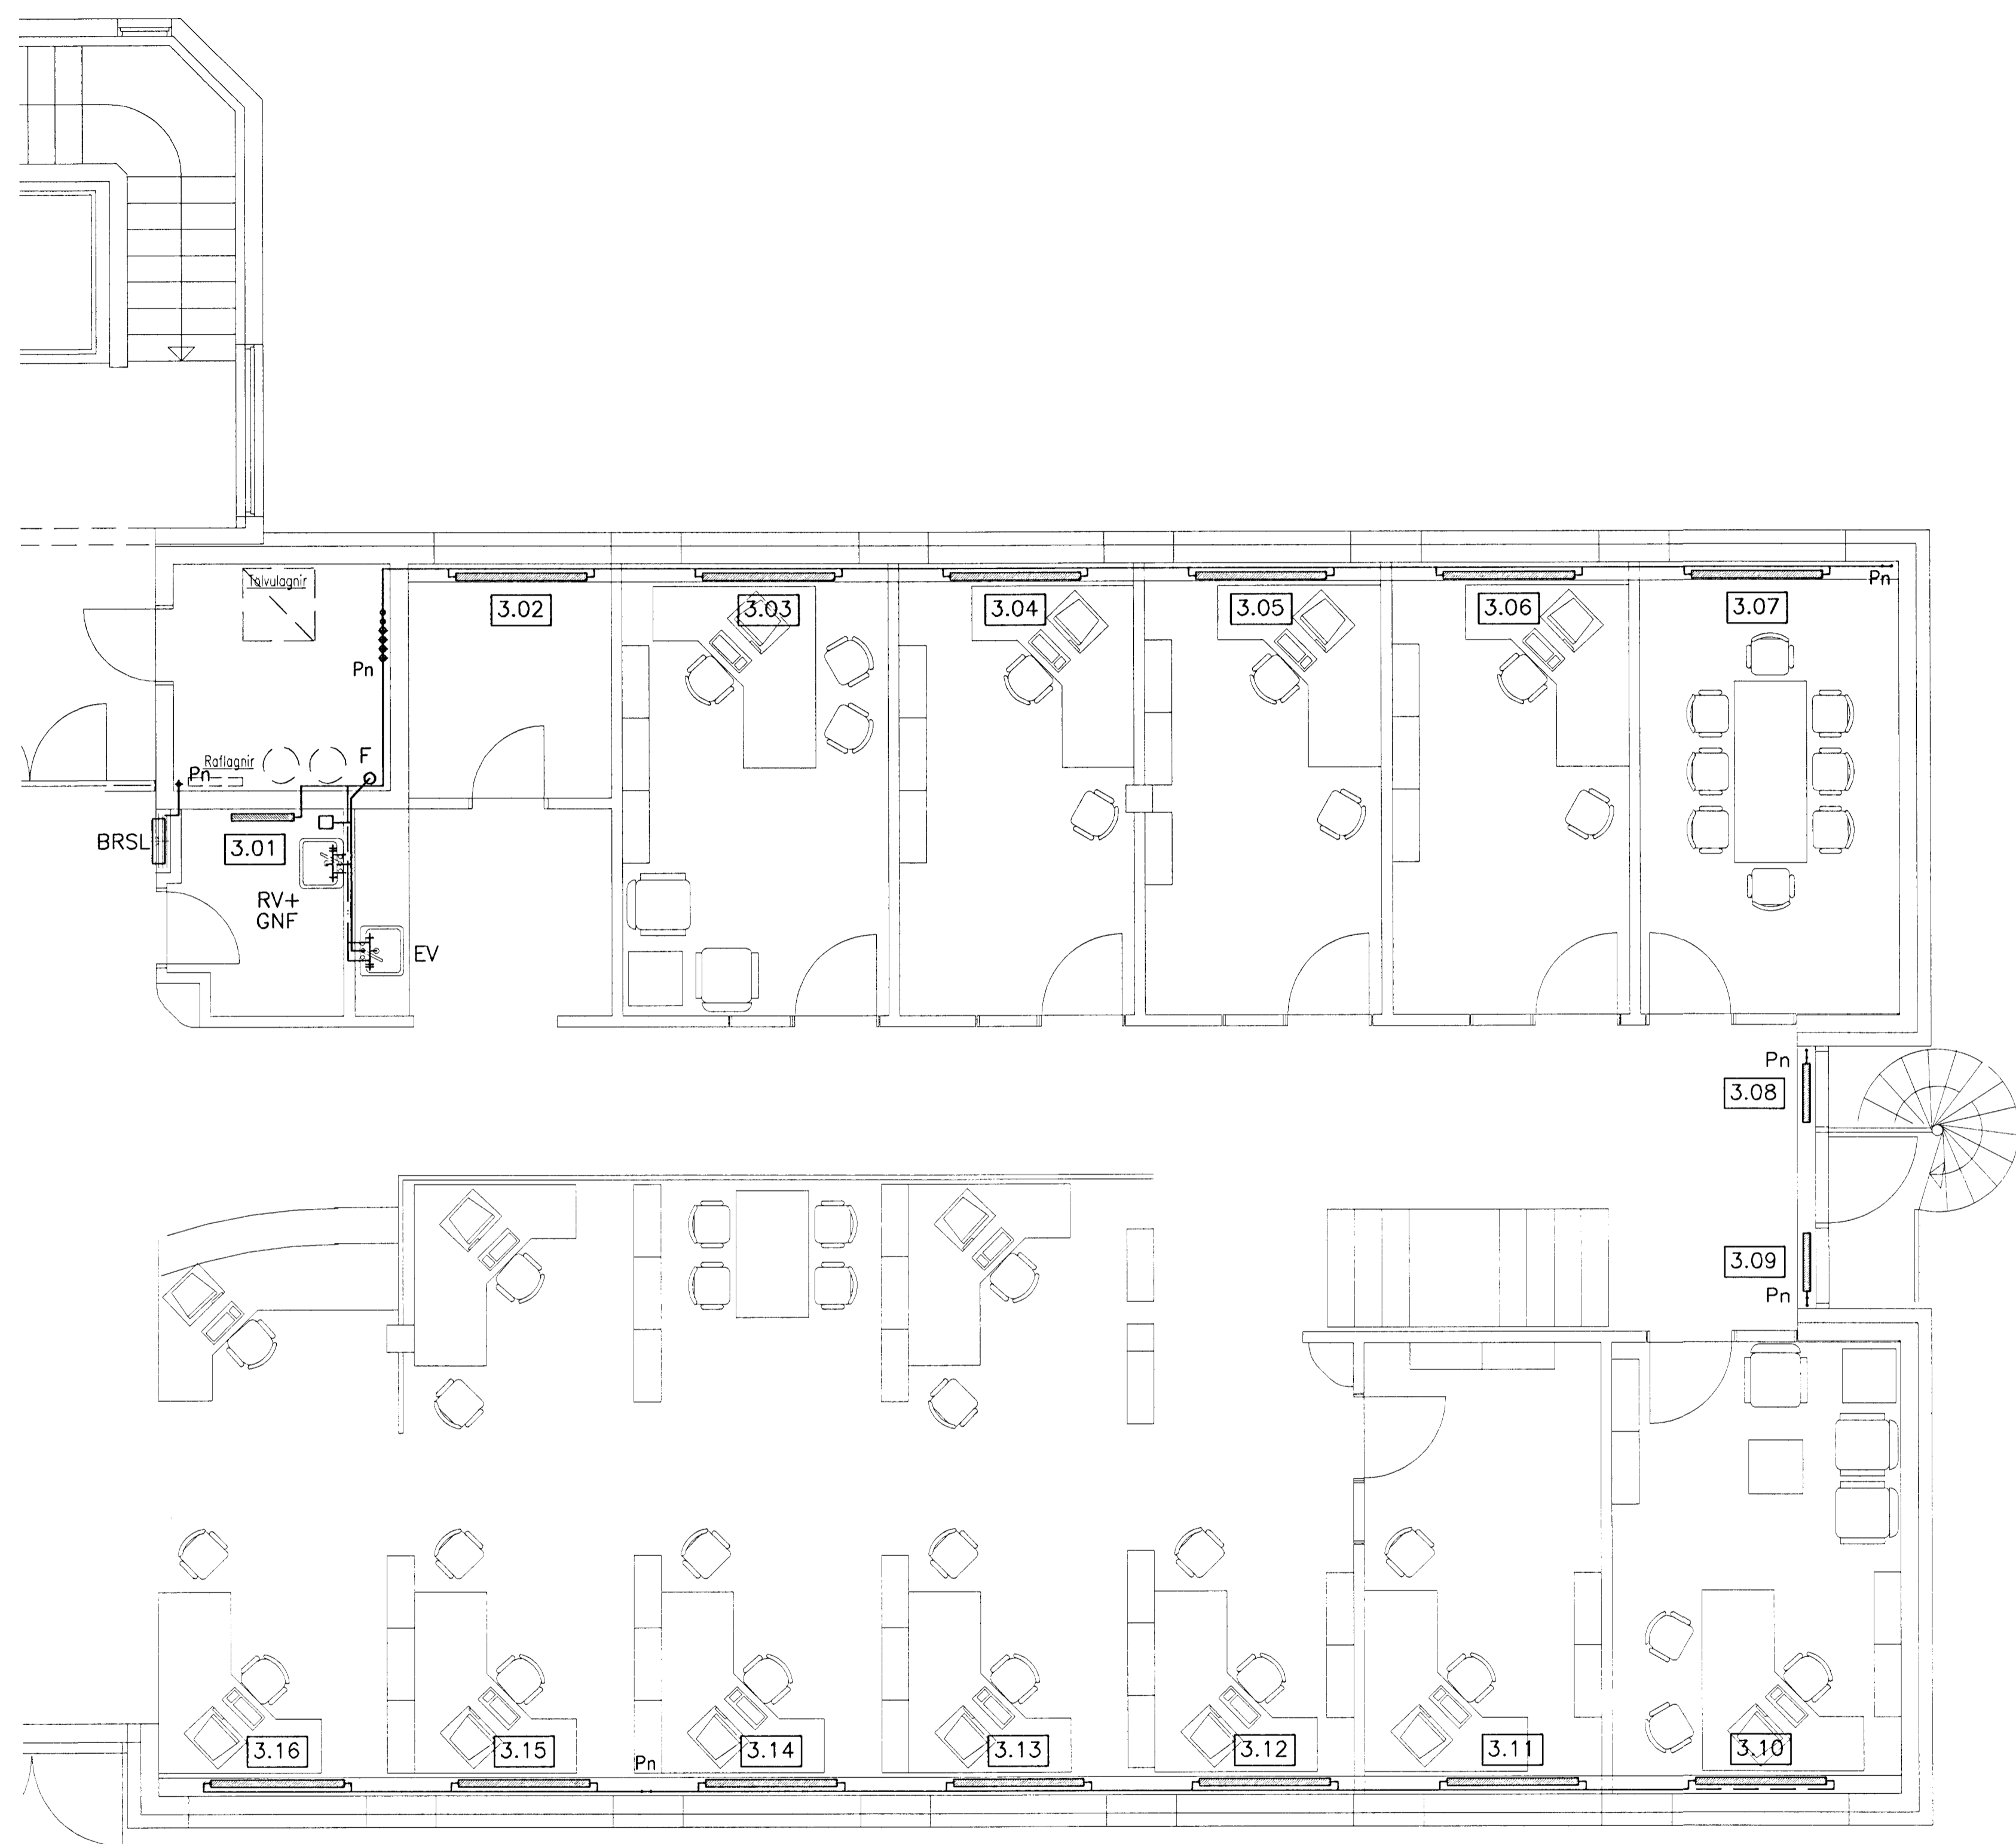 Tölvulagnir
3.02
3.03
3.04
3.05
3.06
3.07
Pn
Pn
F
Raflagnir
Pn
BRSL
3.01
RV+
GNF
EV
Pn
3.08
3.09
Pn
3.16
3.15
Pn
3.14
3.13
3.12
3.11
3.10